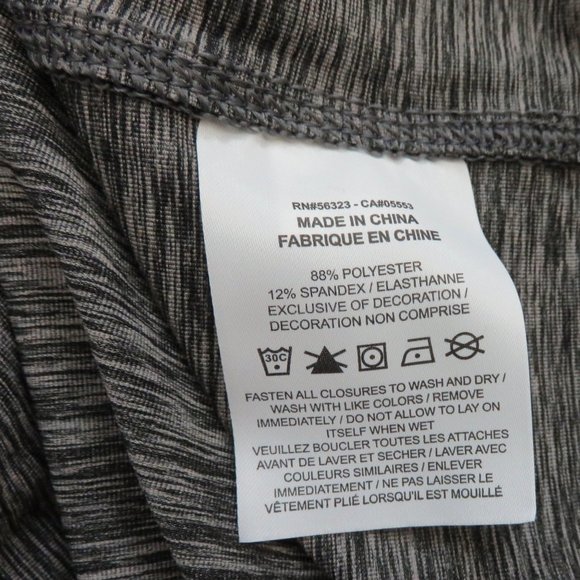 RN#56323 - CA#05553
MADE IN CHINA
FABRIQUE EN CHINE
88% POLYESTER
12% SPANDEX / ELASTHANNE
EXCLUSIVE OF DECORATION /
DECORATION NON COMPRISE
30C
FASTEN ALL CLOSURES TO WASH AND DRY /
WASH WITH LIKE COLORS / REMOVE
IMMEDIATELY / DO NOT ALLOW TO LAY ON
ITSELF WHEN WET
VEUILLEZ BOUCLER TOUTES LES ATTACHES
AVANT DE LAVER ET SECHER / LAVER AVEC
COULEURS SIMILAIRES / ENLEVER
IMMÉDIATEMENT / NE PAS LAISSER LE
VÊTEMENT PLIÉ LORSQU'IL EST MOUILLÉ